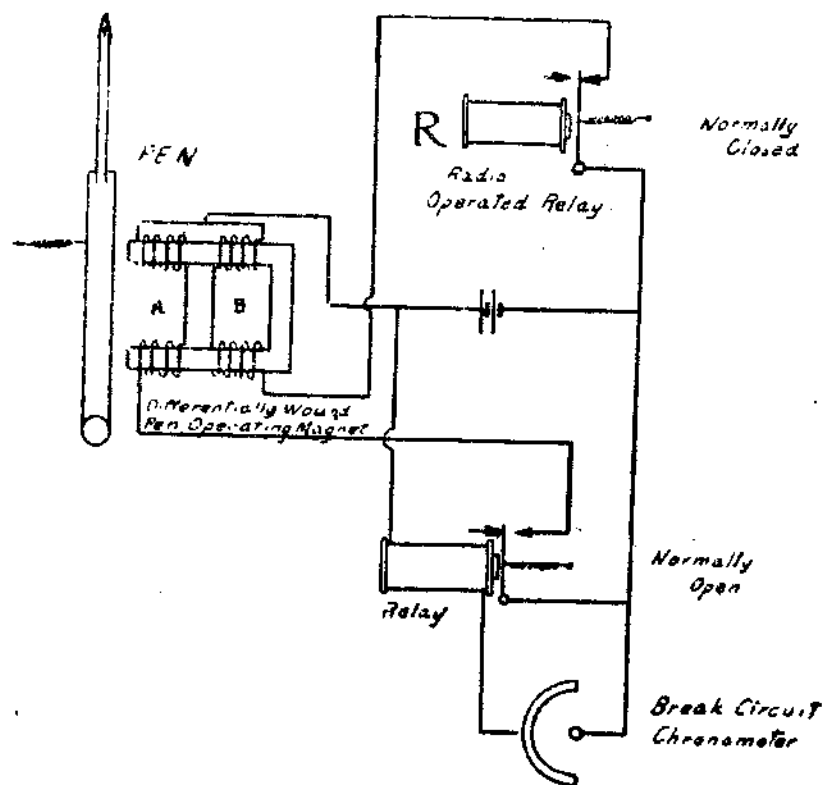 PEN
R
Radio
Operated Relay
Normally
Closed
A B
Differentially Wound
Pen Operating Magnet
Relay
Normally
Open
Break Circuit
Chronometer